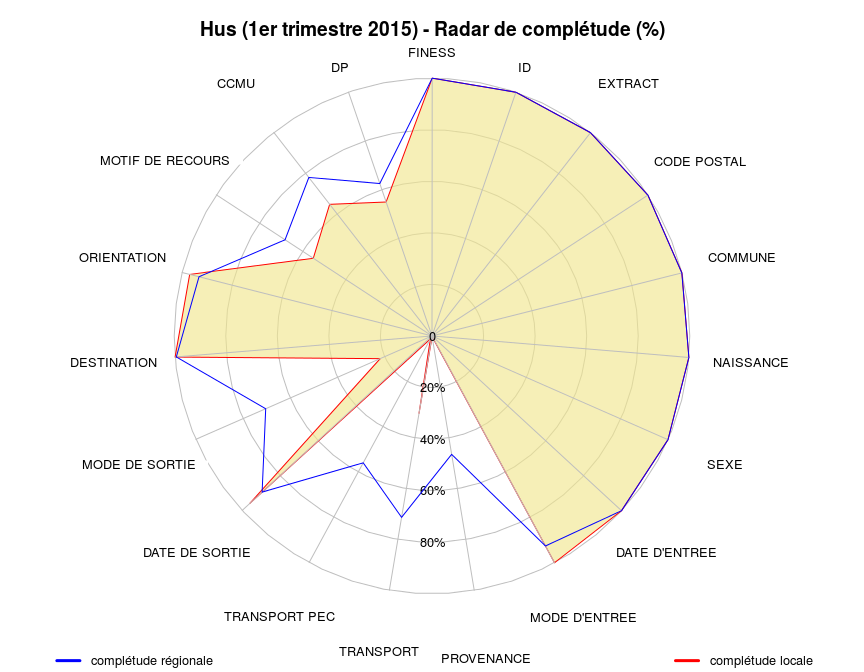 Hus (1er trimestre 2015) - Radar de complétude (%)
FINESS
DP
ID
CCMU
EXTRACT
MOTIF DE RECOURS
CODE POSTAL
ORIENTATION
COMMUNE
0
DESTINATION
NAISSANCE
20%
40%
MODE DE SORTIE
SEXE
60%
80%
DATE DE SORTIE
DATE D'ENTREE
TRANSPORT PEC
MODE D'ENTREE
TRANSPORT
PROVENANCE
complétude régionale
complétude locale